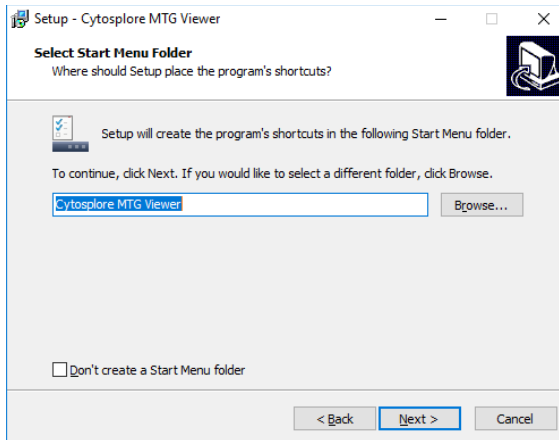 Setup - Cytosplore MTG Viewer
Select Start Menu Folder
Where should Setup place the program's shortcuts?
Setup will create the program's shortcuts in the following Start Menu folder.
To continue, click Next. If you would like to select a different folder, click Browse.
Cytosplore MTG Viewer
Browse...
Don't create a Start Menu folder
< Back
Next >
Cancel